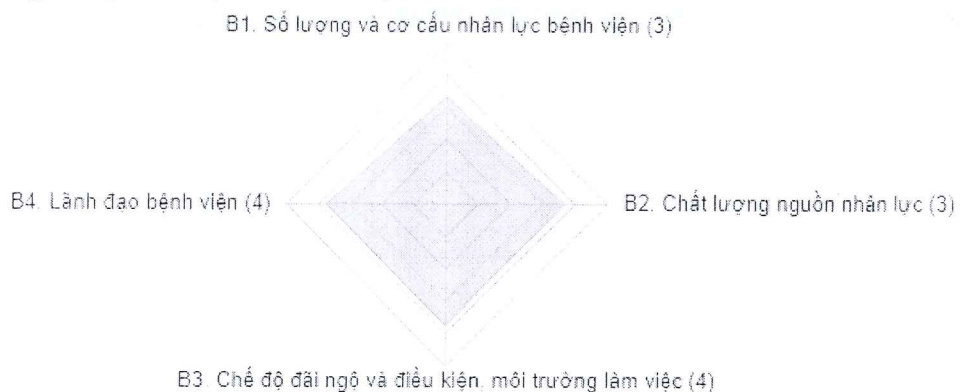 B1. Số lượng và cơ cấu nhân lực bệnh viện (3)
B4. Lãnh đạo bệnh viện (4)
B2. Chất lượng nguồn nhân lực (3)
B3. Chế độ đãi ngộ và điều kiện, môi trường làm việc (4)